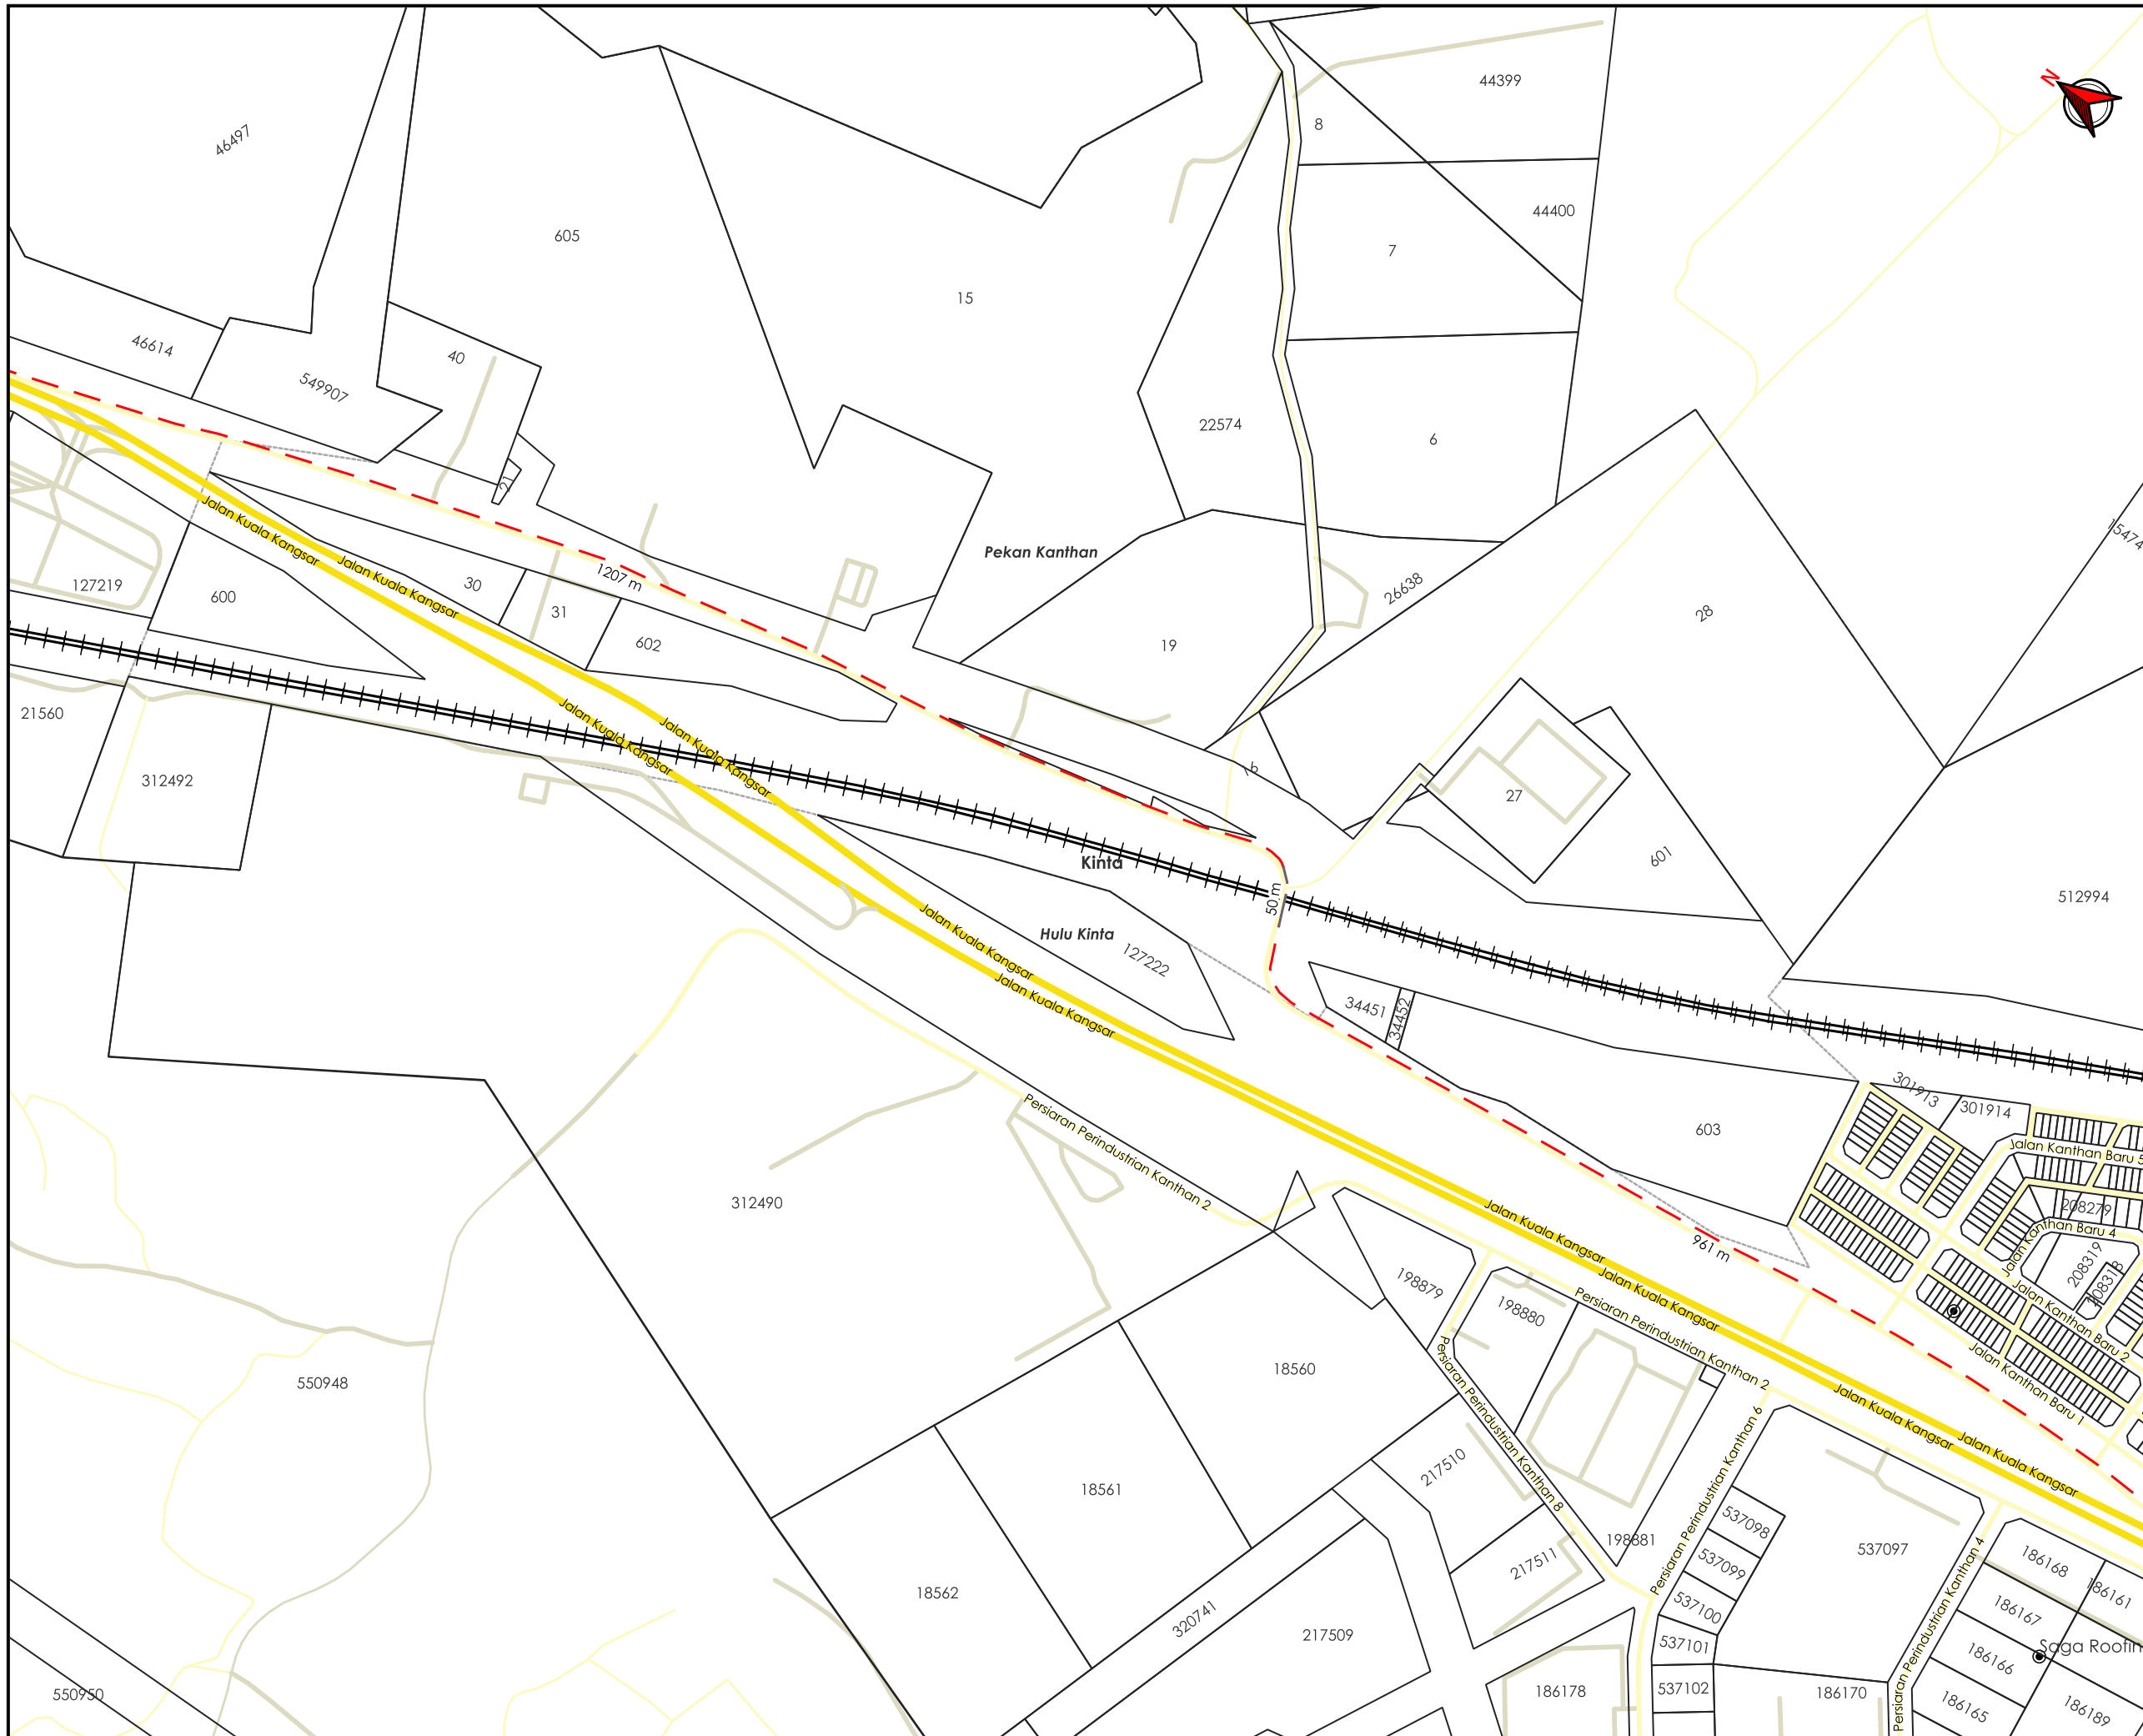 N
44399
46497
8
44400
605
7
15
46614
40
549907
22574
6
21
15474
Jalan Kuala Kangsar
Pekan Kanthan
Jalan Kuala Kangsar
1207 m
30
127219
600
31
26638
28
602
19
21560
Jalan Kuala Kangsar
Jalan Kuala Kangsar
312492
16
27
Kinta
601
50 m
512994
Jalan Kuala Kangsar
Hulu Kinta
127222
Jalan Kuala Kangsar
34451
34452
301913
301914
603
Persiaran Perindustrian Kanthan 2
Jalan Kanthan Baru 5
312490
208279
Jalan Kanthan Baru 4
Jalan Kuala Kangsar
961 m
208319
198879
Jalan Kuala Kangsar
198880
Persiaran Perindustrian Kanthan 2
Jalan Kanthan Baru 2
18560
550948
Persiaran Perindustrian Kanthan 8
Jalan Kanthan Baru 1
Jalan Kuala Kangsar
Persiaran Perindustrian Kanthan 6
Jalan Kuala Kangsar
217510
18561
537098
198881
537097
217511
537099
186168
186161
18562
537100
Persiaran Perindustrian Kanthan 4
186167
320741
217509
537101
186166
Saga Roofin
537102
186178
186170
550950
186165
186189